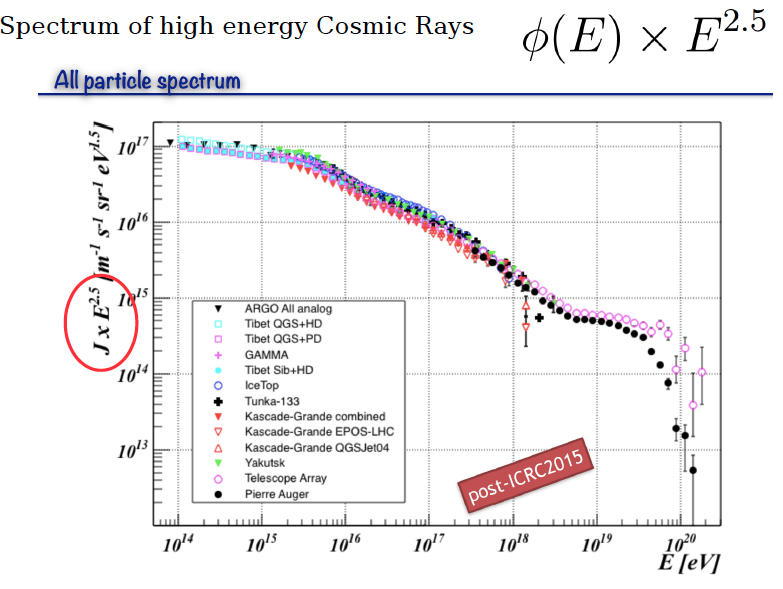 Spectrum of high energy Cosmic Rays
ϕ(E) × E^2.5
All particle spectrum
J x E^2.5 [m^-1 s^-1 sr^-1 eV^1.5]
10^17
10^16
10^15
10^14
10^13
ARGO All analog
Tibet QGS+HD
Tibet QGS+PD
GAMMA
Tibet Sib+HD
IceTop
Tunka-133
Kascade-Grande combined
Kascade-Grande EPOS-LHC
Kascade-Grande QGSJet04
Yakutsk
Telescope Array
Pierre Auger
post-ICRC2015
10^14 10^15 10^16 10^17 10^18 10^19 10^20
E [eV]